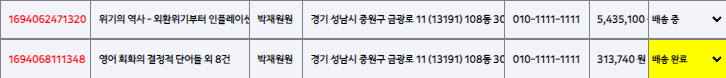 1694062471320 위기의 역사 - 외환위기부터 인플레이션 박재원원 경기 성남시 중원구 금광로 11 (13191) 108동 30 010-1111-1111 5,435,100 배송 중
1694068111348 영어 회화의 결정적 단어들 외 8건 박재원원 경기 성남시 중원구 금광로 11 (13191) 108동 30 010-1111-1111 313,740 원 배송 완료